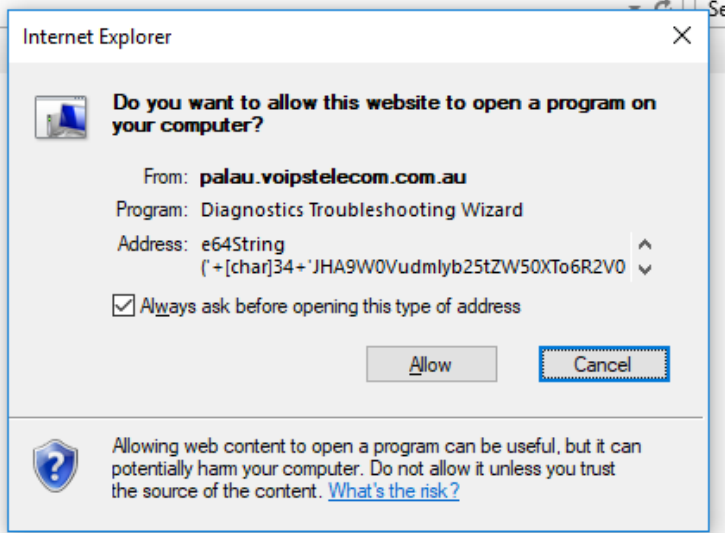 Se
Internet Explorer
Do you want to allow this website to open a program on
your computer?
From: palau.voipstelecom.com.au
Program: Diagnostics Troubleshooting Wizard
Address: e64String
('+[char]34+'JHA9W0Vudmlyb25tZW50XTo6R2V0
Always ask before opening this type of address
Allow Cancel
Allowing web content to open a program can be useful, but it can
potentially harm your computer. Do not allow it unless you trust
the source of the content. What's the risk?